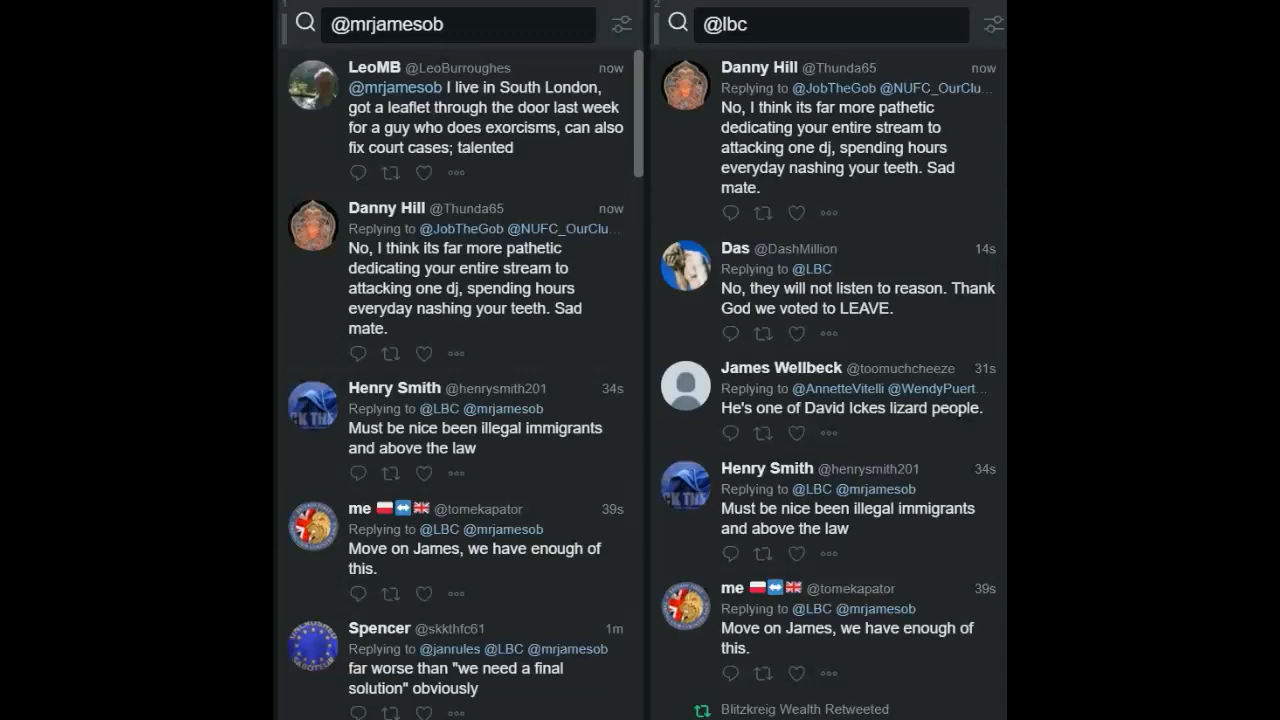 1
@mrjamesob
LeoMB @LeoBurroughes now
@mrjamesob I live in South London,
got a leaflet through the door last week
for a guy who does exorcisms, can also
fix court cases; talented
Danny Hill @Thunda65 now
Replying to @JobTheGob @NUFC_OurClu...
No, I think its far more pathetic
dedicating your entire stream to
attacking one dj, spending hours
everyday nashing your teeth. Sad
mate.
Henry Smith @henrysmith201 34s
Replying to @LBC @mrjamesob
Must be nice been illegal immigrants
and above the law
me 🇵🇱↔️🇬🇧 @tomekapator 39s
Replying to @LBC @mrjamesob
Move on James, we have enough of
this.
Spencer @skkthfc61 1m
Replying to @janrules @LBC @mrjamesob
far worse than "we need a final
solution" obviously
2
@lbc
Danny Hill @Thunda65 now
Replying to @JobTheGob @NUFC_OurClu...
No, I think its far more pathetic
dedicating your entire stream to
attacking one dj, spending hours
everyday nashing your teeth. Sad
mate.
Das @DashMillion 14s
Replying to @LBC
No, they will not listen to reason. Thank
God we voted to LEAVE.
James Wellbeck @toomuchcheeze 31s
Replying to @AnnetteVitelli @WendyPuert...
He's one of David Ickes lizard people.
Henry Smith @henrysmith201 34s
Replying to @LBC @mrjamesob
Must be nice been illegal immigrants
and above the law
me 🇵🇱↔️🇬🇧 @tomekapator 39s
Replying to @LBC @mrjamesob
Move on James, we have enough of
this.
Blitzkreig Wealth Retweeted